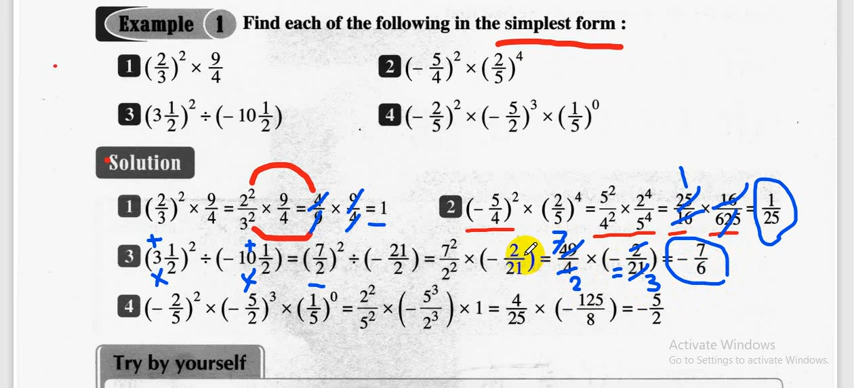 Example 1 Find each of the following in the simplest form :
1 (2/3)² × 9/4
2 (− 5/4)² × (2/5)⁴
3 (3 1/2)² ÷ (− 10 1/2)
4 (− 2/5)² × (− 5/2)³ × (1/5)⁰
Solution
1 (2/3)² × 9/4 = 2²/3² × 9/4 = 4/9 × 9/4 = 1
2 (− 5/4)² × (2/5)⁴ = 5²/4² × 2⁴/5⁴ = 25/16 × 16/625 = 1/25
3 (3 1/2)² ÷ (− 10 1/2) = (7/2)² ÷ (− 21/2) = 7²/2² × (− 2/21) = 49/4 × (− 2/21) = − 7/6
4 (− 2/5)² × (− 5/2)³ × (1/5)⁰ = 2²/5² × (− 5³/2³) × 1 = 4/25 × (− 125/8) = − 5/2
Activate Windows
Go to Settings to activate Windows.
Try by yourself